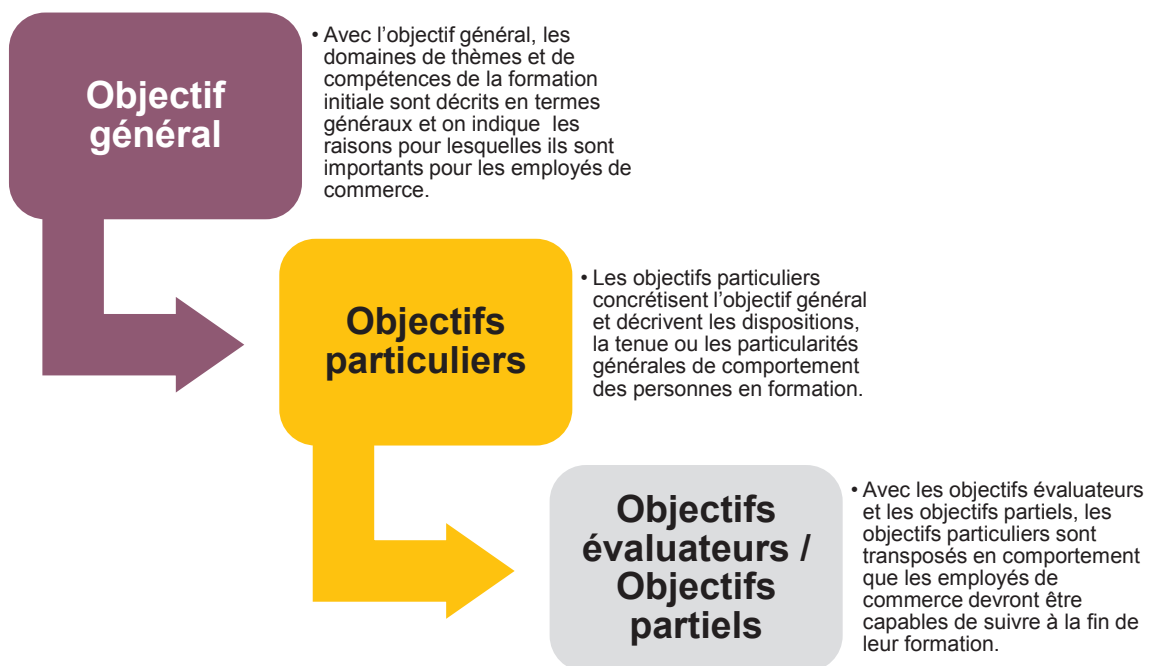 Objectif
général
• Avec l’objectif général, les
domaines de thèmes et de
compétences de la formation
initiale sont décrits en termes
généraux et on indique  les
raisons pour lesquelles ils sont
importants pour les employés de
commerce.
Objectifs
particuliers
• Les objectifs particuliers
concrétisent l’objectif général
et décrivent les dispositions,
la tenue ou les particularités
générales de comportement
des personnes en formation.
Objectifs
évaluateurs /
Objectifs
partiels
• Avec les objectifs évaluateurs
et les objectifs partiels, les
objectifs particuliers sont
transposés en comportement
que les employés de
commerce devront être
capables de suivre à la fin de
leur formation.